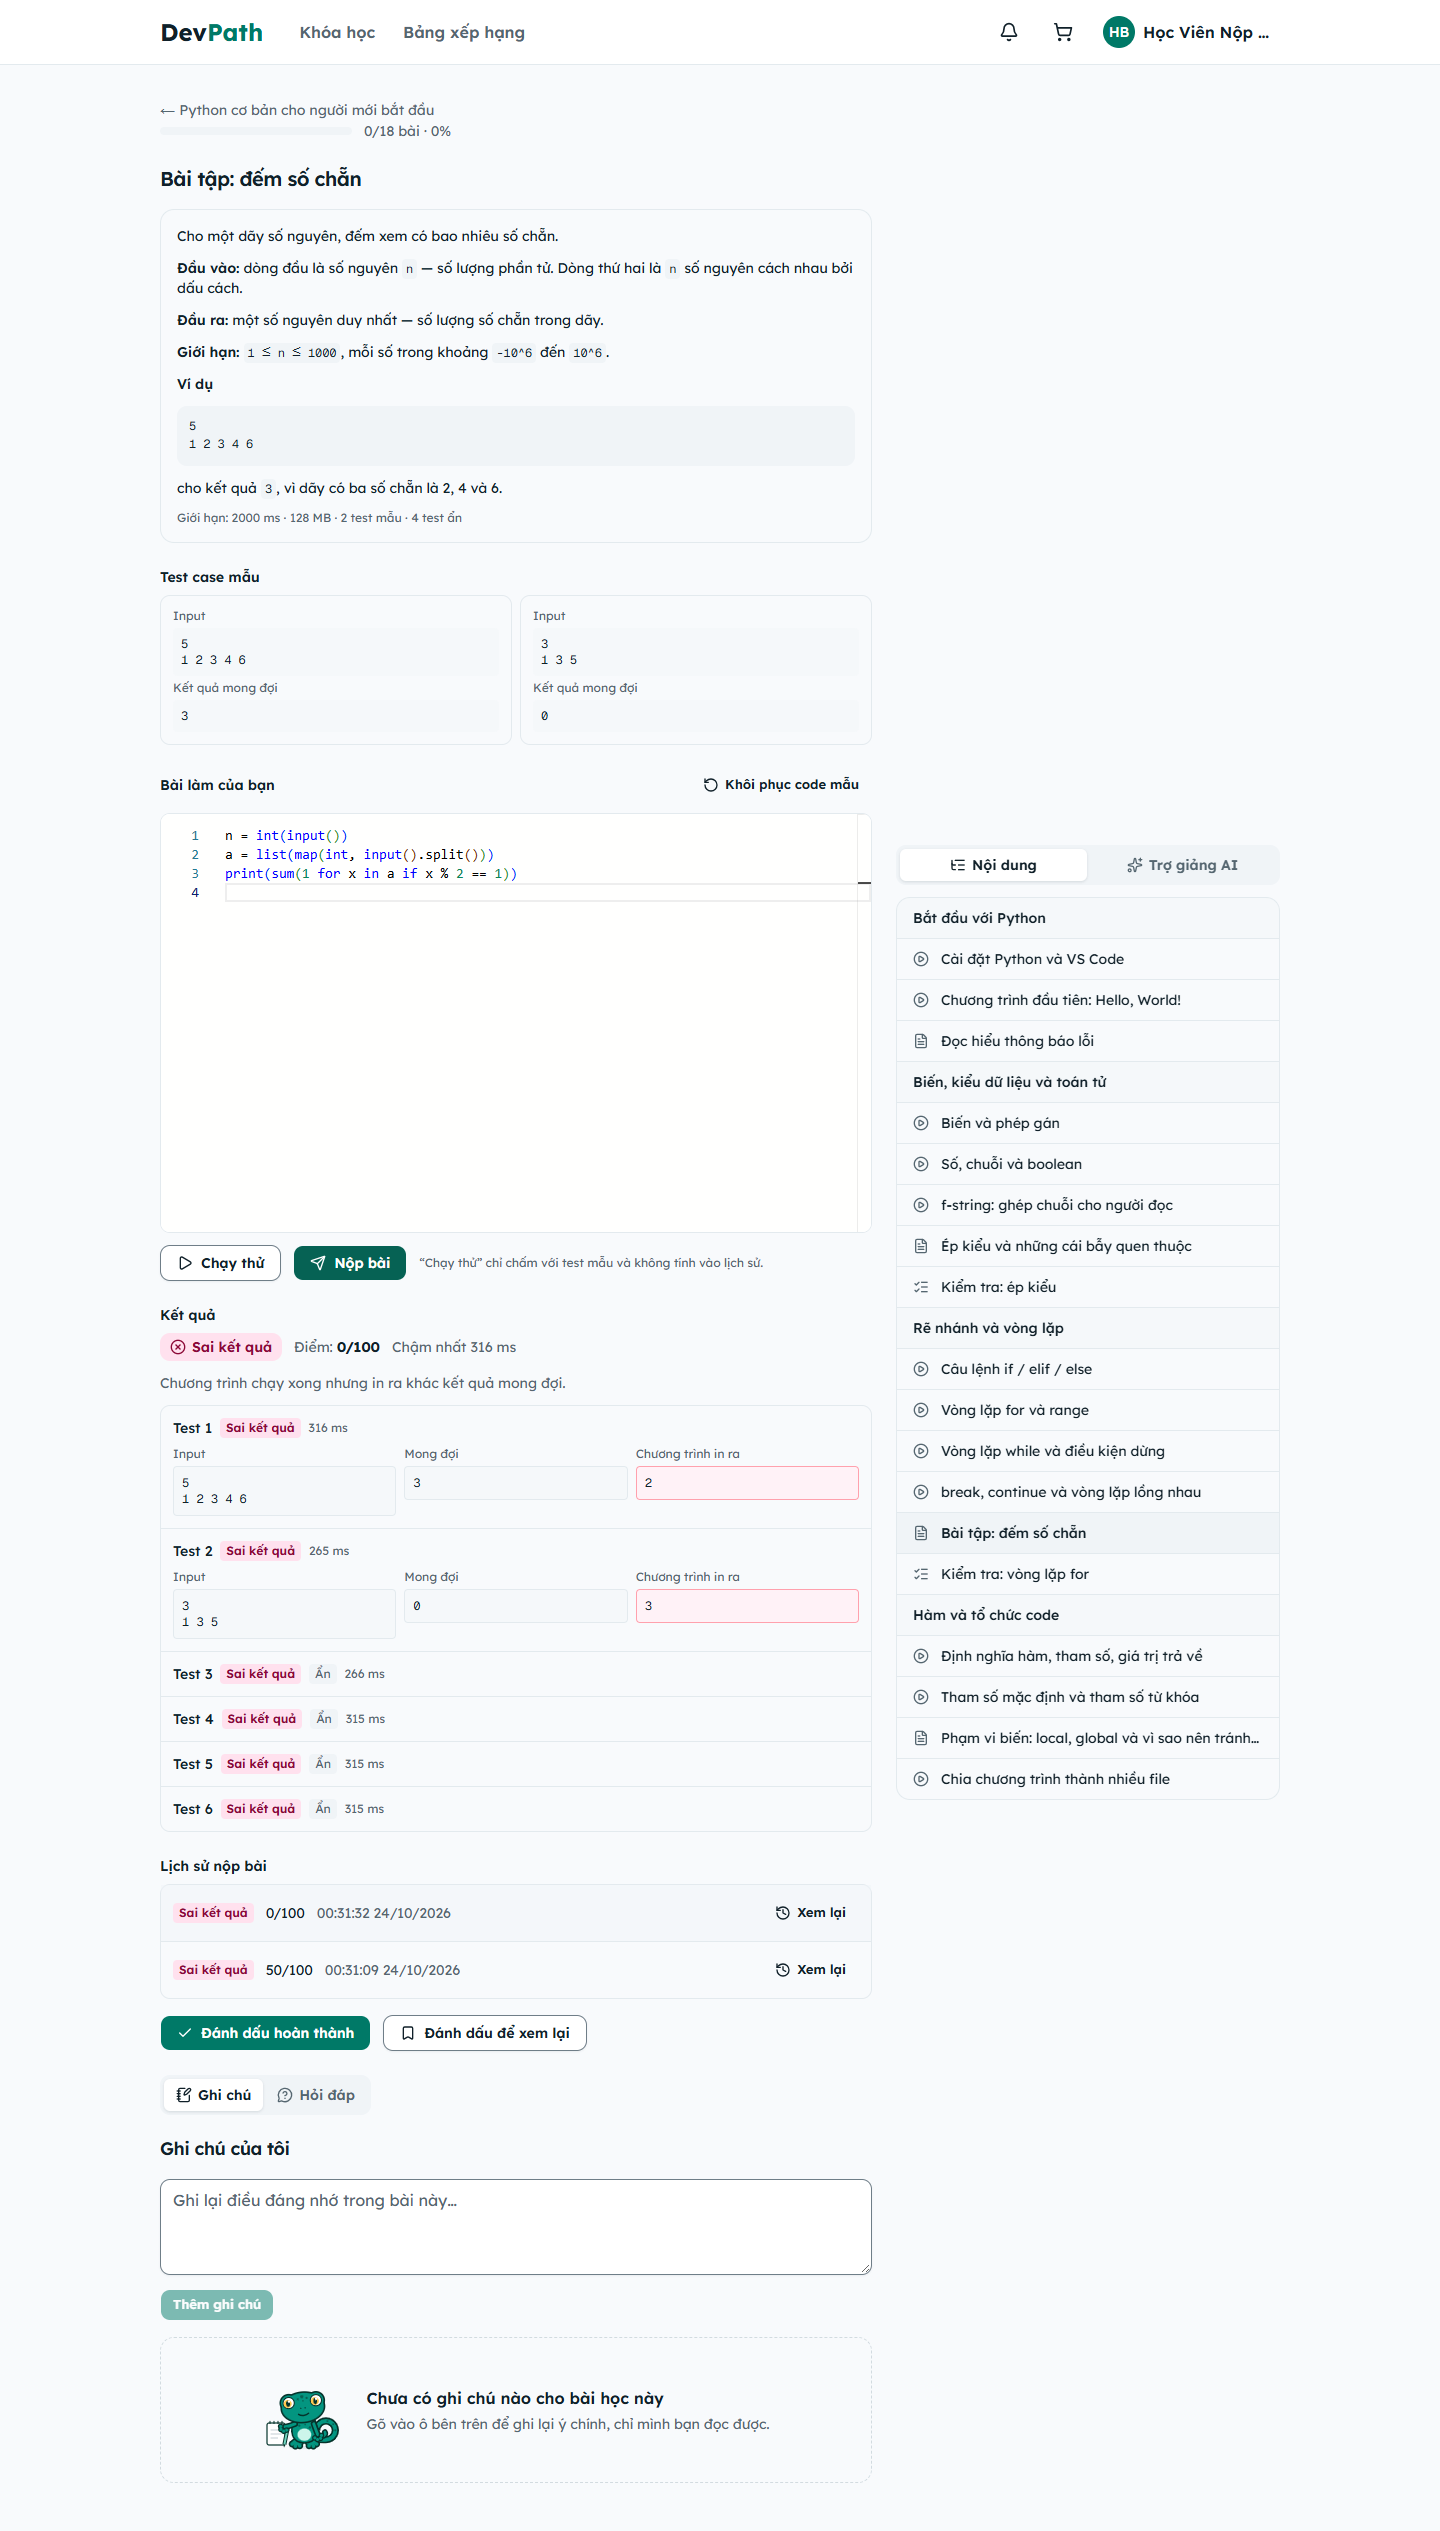 DevPath
Khóa học
Bảng xếp hạng
HB
Học Viên Nộp ...
← Python cơ bản cho người mới bắt đầu
0/18 bài · 0%
Bài tập: đếm số chẵn
Cho một dãy số nguyên, đếm xem có bao nhiêu số chẵn.
Đầu vào: dòng đầu là số nguyên n — số lượng phần tử. Dòng thứ hai là n số nguyên cách nhau bởi
dấu cách.
Đầu ra: một số nguyên duy nhất — số lượng số chẵn trong dãy.
Giới hạn: 1 ≤ n ≤ 1000, mỗi số trong khoảng -10^6 đến 10^6.
Ví dụ
5
1 2 3 4 6
cho kết quả 3, vì dãy có ba số chẵn là 2, 4 và 6.
Giới hạn: 2000 ms · 128 MB · 2 test mẫu · 4 test ẩn
Test case mẫu
Input
5
1 2 3 4 6
Kết quả mong đợi
3
Input
3
1 3 5
Kết quả mong đợi
0
Bài làm của bạn
Khôi phục code mẫu
1 n = int(input())
2 a = list(map(int, input().split()))
3 print(sum(1 for x in a if x % 2 == 1))
4
Chạy thử
Nộp bài
“Chạy thử” chỉ chấm với test mẫu và không tính vào lịch sử.
Kết quả
Sai kết quả
Điểm: 0/100
Chậm nhất 316 ms
Chương trình chạy xong nhưng in ra khác kết quả mong đợi.
Test 1 Sai kết quả 316 ms
Input
5
1 2 3 4 6
Mong đợi
3
Chương trình in ra
2
Test 2 Sai kết quả 265 ms
Input
3
1 3 5
Mong đợi
0
Chương trình in ra
3
Test 3 Sai kết quả Ẩn 266 ms
Test 4 Sai kết quả Ẩn 315 ms
Test 5 Sai kết quả Ẩn 315 ms
Test 6 Sai kết quả Ẩn 315 ms
Lịch sử nộp bài
Sai kết quả 0/100 00:31:32 24/10/2026 Xem lại
Sai kết quả 50/100 00:31:09 24/10/2026 Xem lại
Đánh dấu hoàn thành
Đánh dấu để xem lại
Ghi chú
Hỏi đáp
Ghi chú của tôi
Ghi lại điều đáng nhớ trong bài này...
Thêm ghi chú
Chưa có ghi chú nào cho bài học này
Gõ vào ô bên trên để ghi lại ý chính, chỉ mình bạn đọc được.
Nội dung
Trợ giảng AI
Bắt đầu với Python
Cài đặt Python và VS Code
Chương trình đầu tiên: Hello, World!
Đọc hiểu thông báo lỗi
Biến, kiểu dữ liệu và toán tử
Biến và phép gán
Số, chuỗi và boolean
f-string: ghép chuỗi cho người đọc
Ép kiểu và những cái bẫy quen thuộc
Kiểm tra: ép kiểu
Rẽ nhánh và vòng lặp
Câu lệnh if / elif / else
Vòng lặp for và range
Vòng lặp while và điều kiện dừng
break, continue và vòng lặp lồng nhau
Bài tập: đếm số chẵn
Kiểm tra: vòng lặp for
Hàm và tổ chức code
Định nghĩa hàm, tham số, giá trị trả về
Tham số mặc định và tham số từ khóa
Phạm vi biến: local, global và vì sao nên tránh...
Chia chương trình thành nhiều file